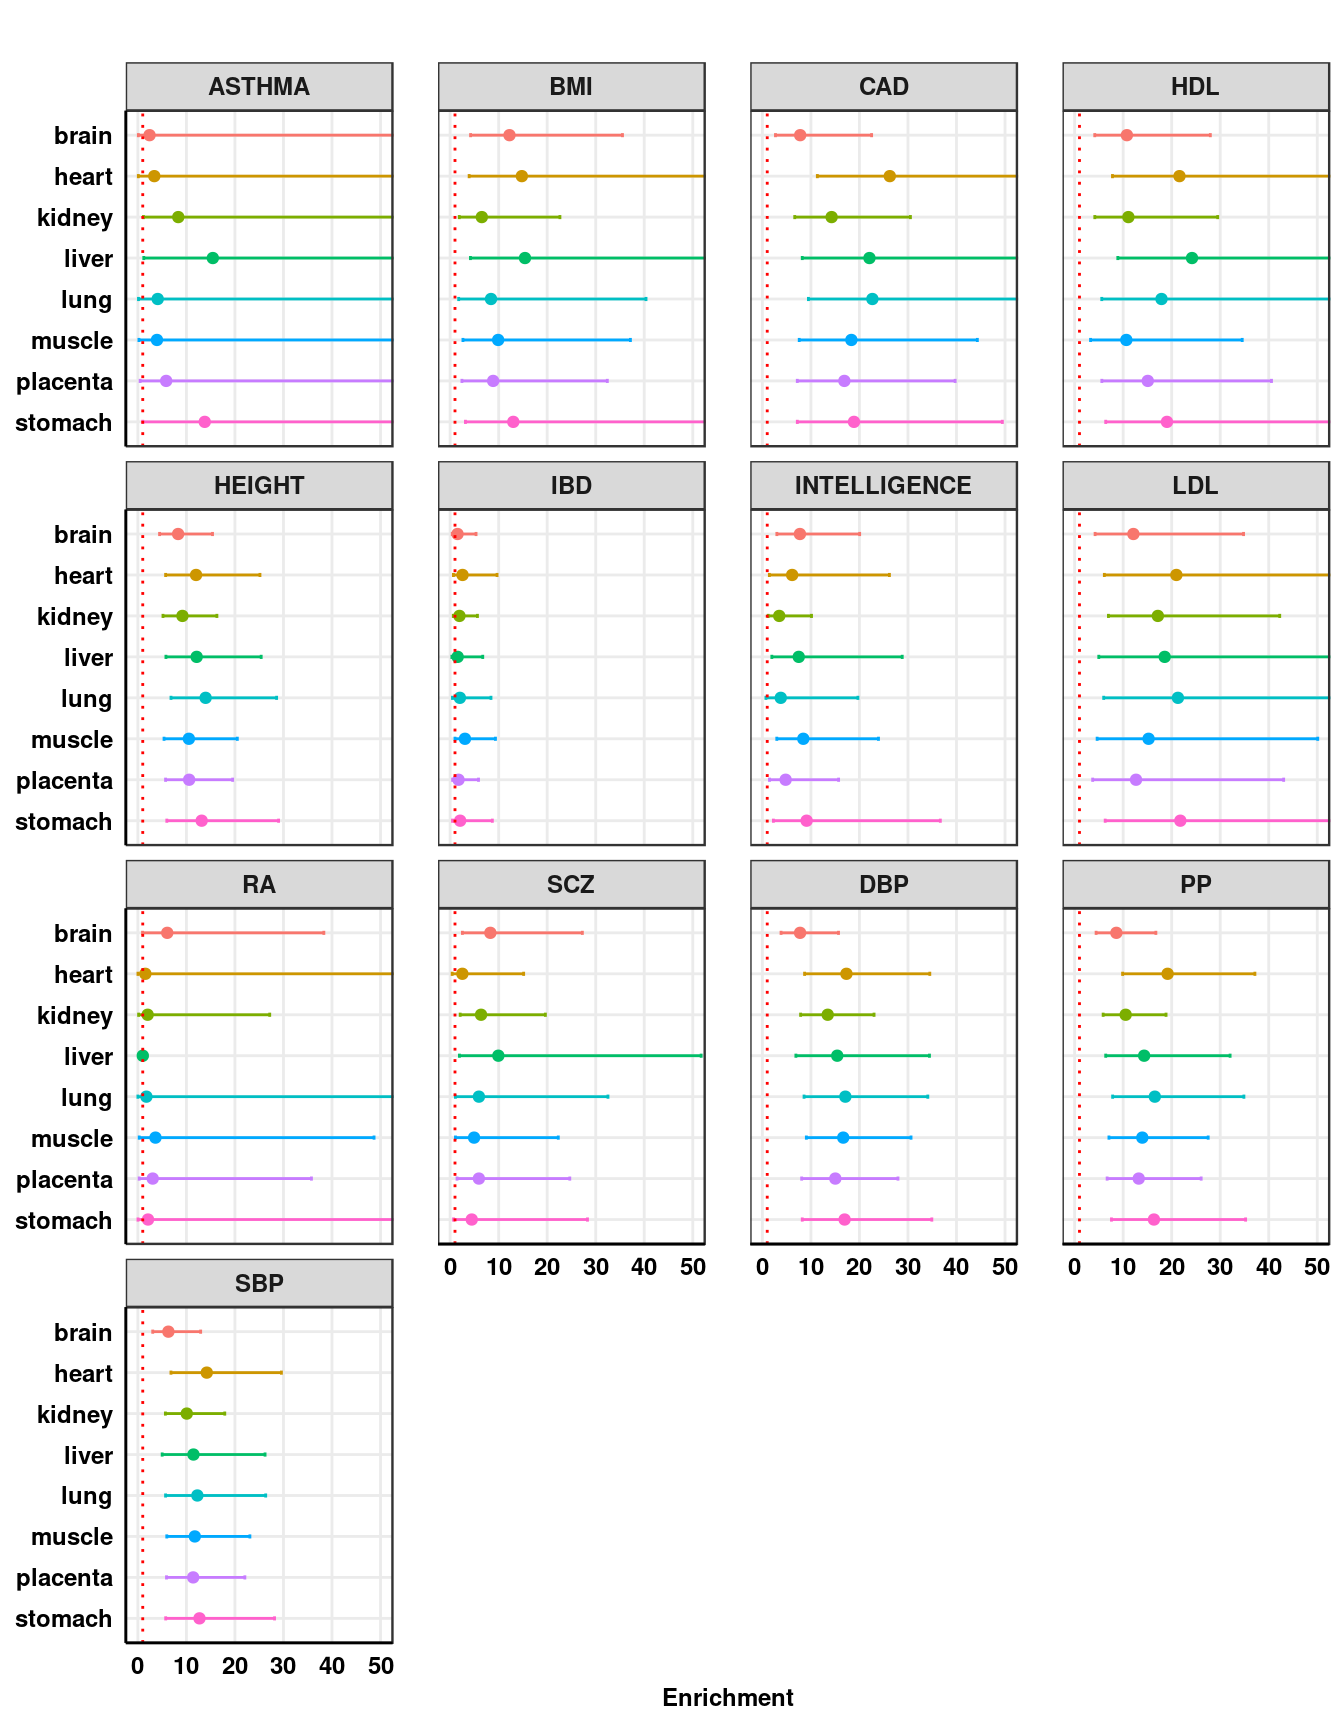 ASTHMA BMI CAD HDL
brain
heart
kidney
liver
lung
muscle
placenta
stomach
HEIGHT IBD INTELLIGENCE LDL
brain
heart
kidney
liver
lung
muscle
placenta
stomach
RA SCZ DBP PP
brain
heart
kidney
liver
lung
muscle
placenta
stomach
0 10 20 30 40 50 0 10 20 30 40 50 0 10 20 30 40 50
SBP
brain
heart
kidney
liver
lung
muscle
placenta
stomach
0 10 20 30 40 50
Enrichment